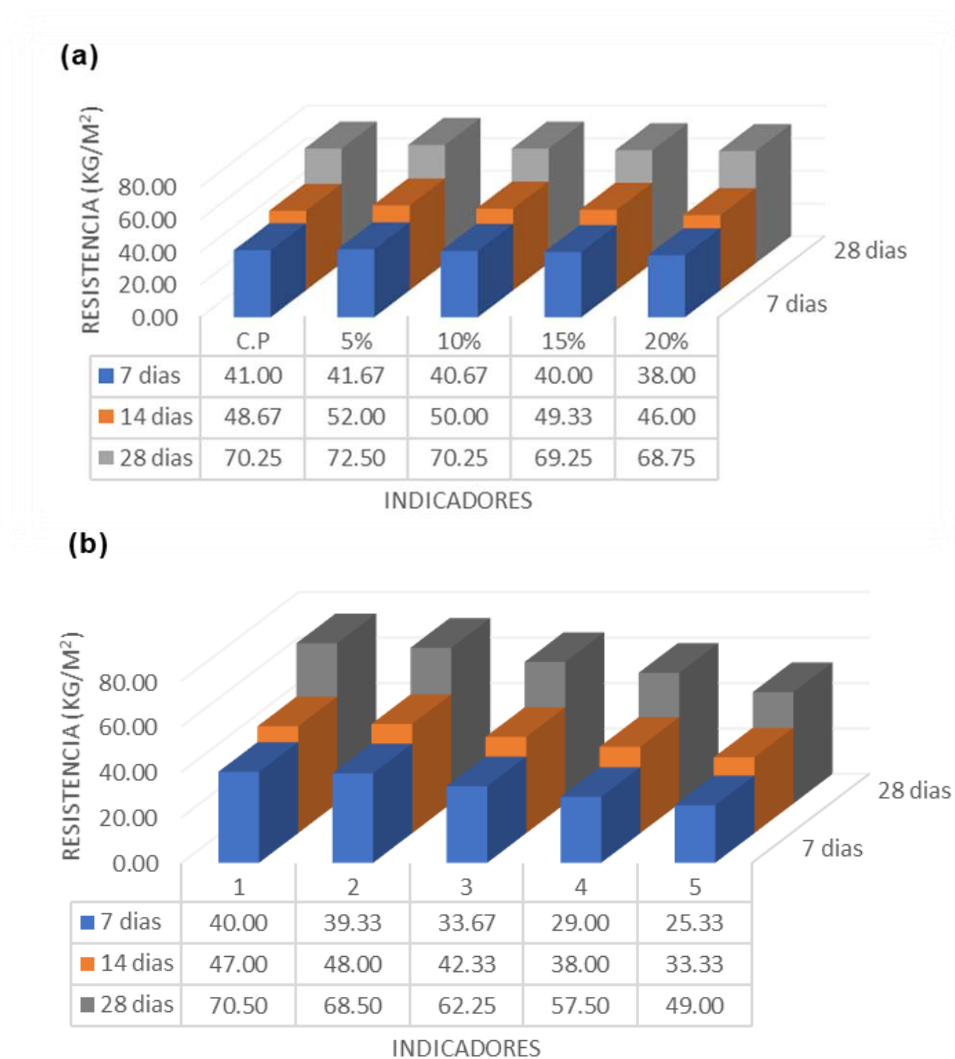 (a)
RESISTENCIA (KG/M²)
80.00
60.00
40.00
20.00
0.00
28 dias
7 dias
C.P 5% 10% 15% 20%
7 dias 41.00 41.67 40.67 40.00 38.00
14 dias 48.67 52.00 50.00 49.33 46.00
28 dias 70.25 72.50 70.25 69.25 68.75
INDICADORES
(b)
RESISTENCIA (KG/M²)
80.00
60.00
40.00
20.00
0.00
28 dias
7 dias
1 2 3 4 5
7 dias 40.00 39.33 33.67 29.00 25.33
14 dias 47.00 48.00 42.33 38.00 33.33
28 dias 70.50 68.50 62.25 57.50 49.00
INDICADORES